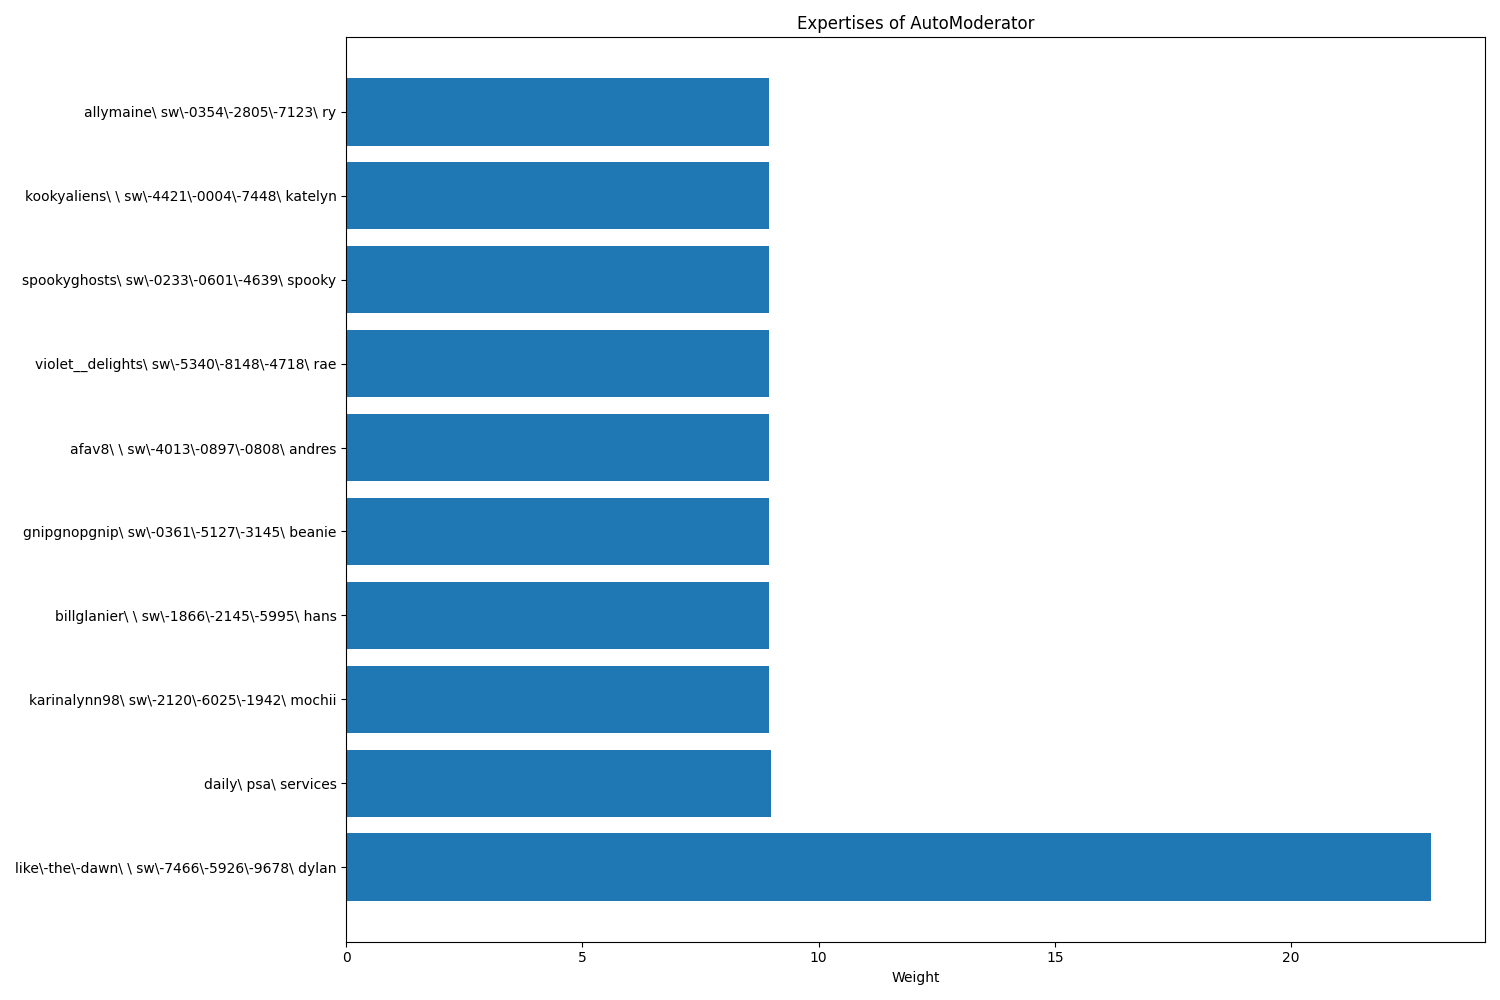 Expertises of AutoModerator
allymaine\ sw\-0354\-2805\-7123\ ry
kookyaliens\ \ sw\-4421\-0004\-7448\ katelyn
spookyghosts\ sw\-0233\-0601\-4639\ spooky
violet__delights\ sw\-5340\-8148\-4718\ rae
afav8\ \ sw\-4013\-0897\-0808\ andres
gnipgnopgnip\ sw\-0361\-5127\-3145\ beanie
billglanier\ \ sw\-1866\-2145\-5995\ hans
karinalynn98\ sw\-2120\-6025\-1942\ mochii
daily\ psa\ services
like\-the\-dawn\ \ sw\-7466\-5926\-9678\ dylan
0 5 10 15 20
Weight